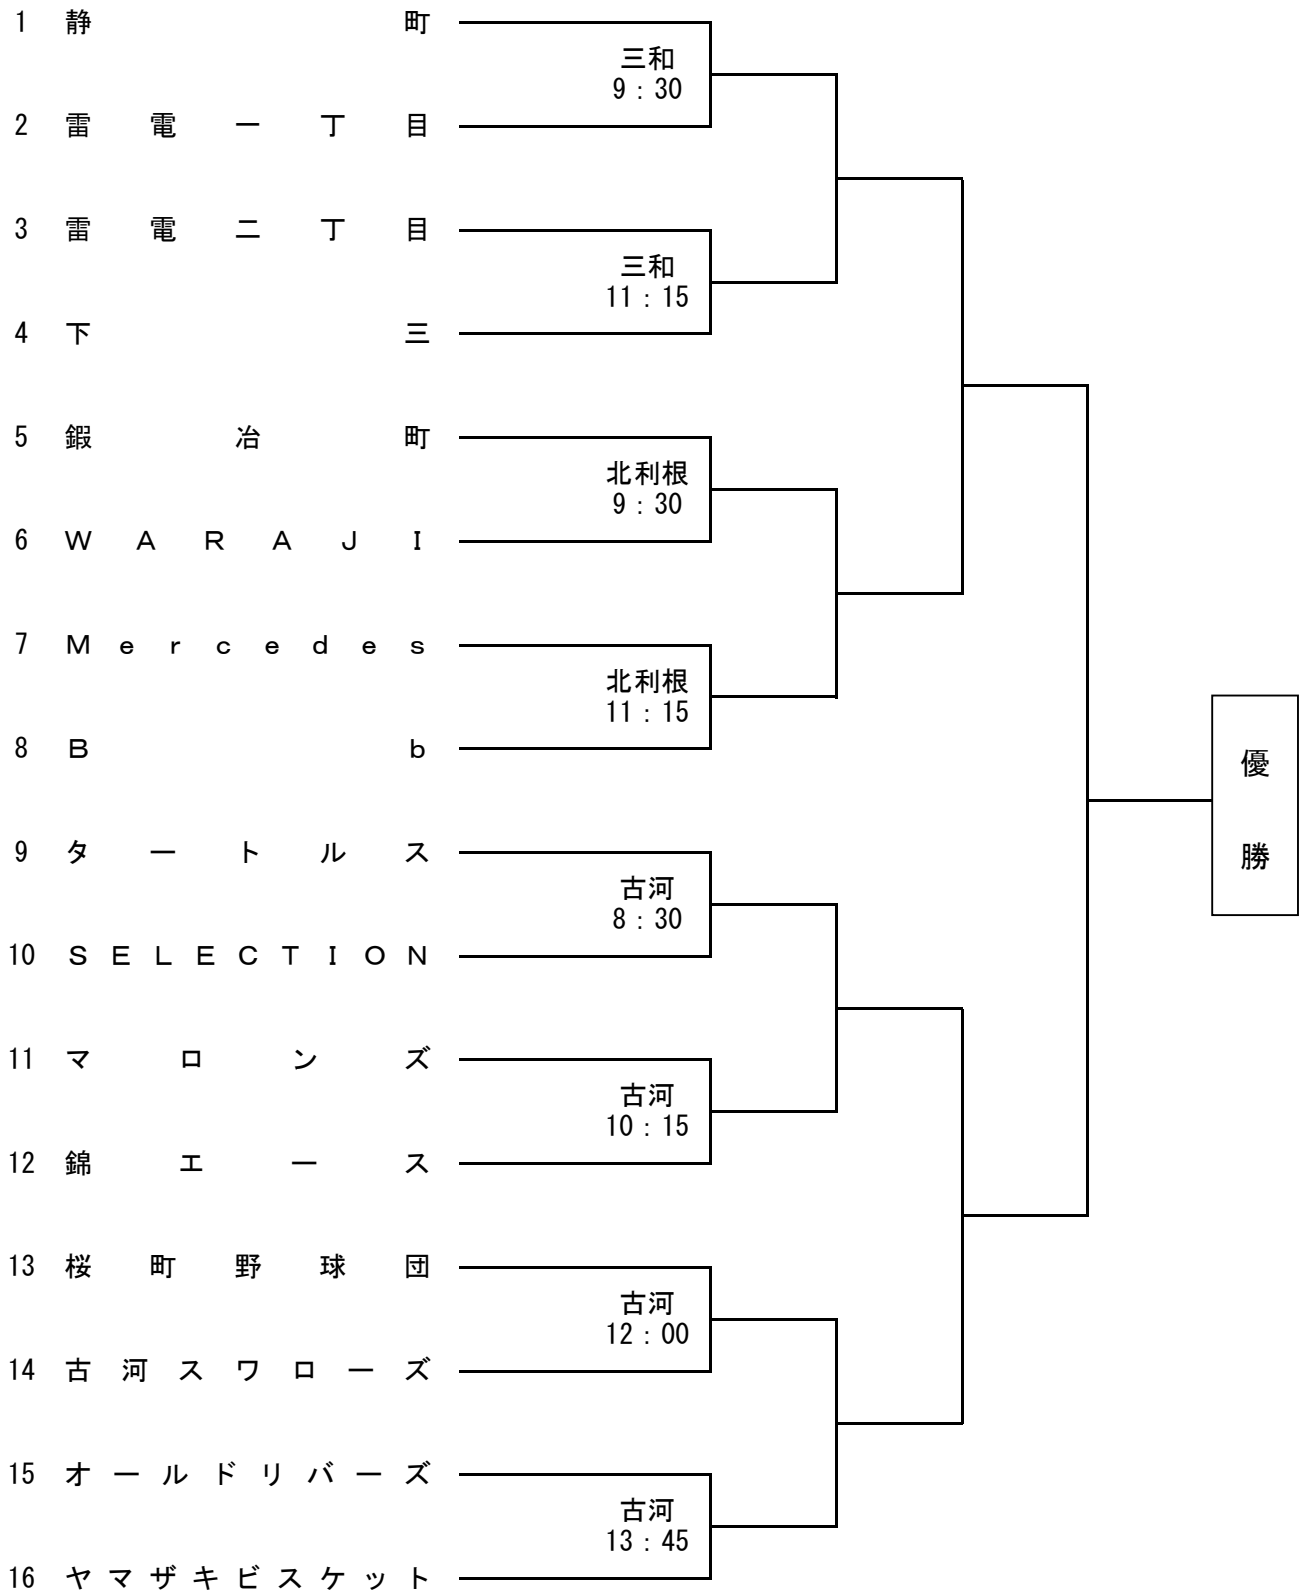 1 静町
三和
9：30
2 雷電一丁目
3 雷電二丁目
三和
11：15
4 下三
5 鍜冶町
北利根
9：30
6 ＷＡＲＡＪＩ
7 Ｍｅｒｃｅｄｅｓ
北利根
11：15
8 Ｂｂ
優勝
9 タートルス
古河
8：30
10 ＳＥＬＥＣＴＩＯＮ
11 マロンズ
古河
10：15
12 錦エース
13 桜町野球団
古河
12：00
14 古河スワローズ
15 オールドリバーズ
古河
13：45
16 ヤマザキビスケット